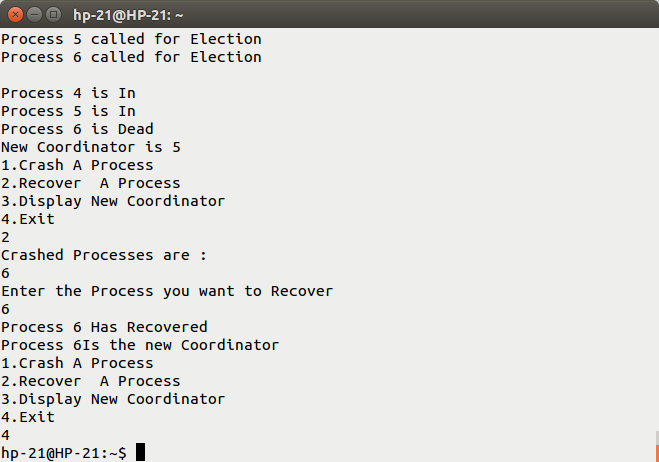 hp-21@HP-21: ~
Process 5 called for Election
Process 6 called for Election
Process 4 is In
Process 5 is In
Process 6 is Dead
New Coordinator is 5
1.Crash A Process
2.Recover  A Process
3.Display New Coordinator
4.Exit
2
Crashed Processes are :
6
Enter the Process you want to Recover
6
Process 6 Has Recovered
Process 6Is the new Coordinator
1.Crash A Process
2.Recover  A Process
3.Display New Coordinator
4.Exit
4
hp-21@HP-21:~$